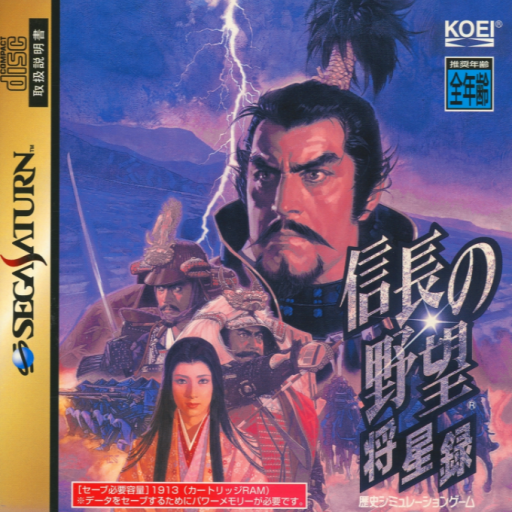 COMPACT
disc
取扱説明書
SEGA SATURN™
KOEI®
推奨年齢
全年齢
信長の
野望®
将星録
歴史シミュレーションゲーム
[セーブ必要容量] 1913 (カートリッジRAM)
※データをセーブするためにパワーメモリーが必要です。